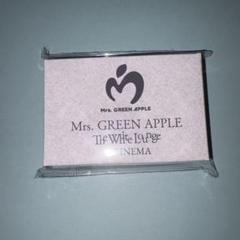 Mrs. GREEN APPLE
Mrs. GREEN APPLE
The White Lounge
CINEMA